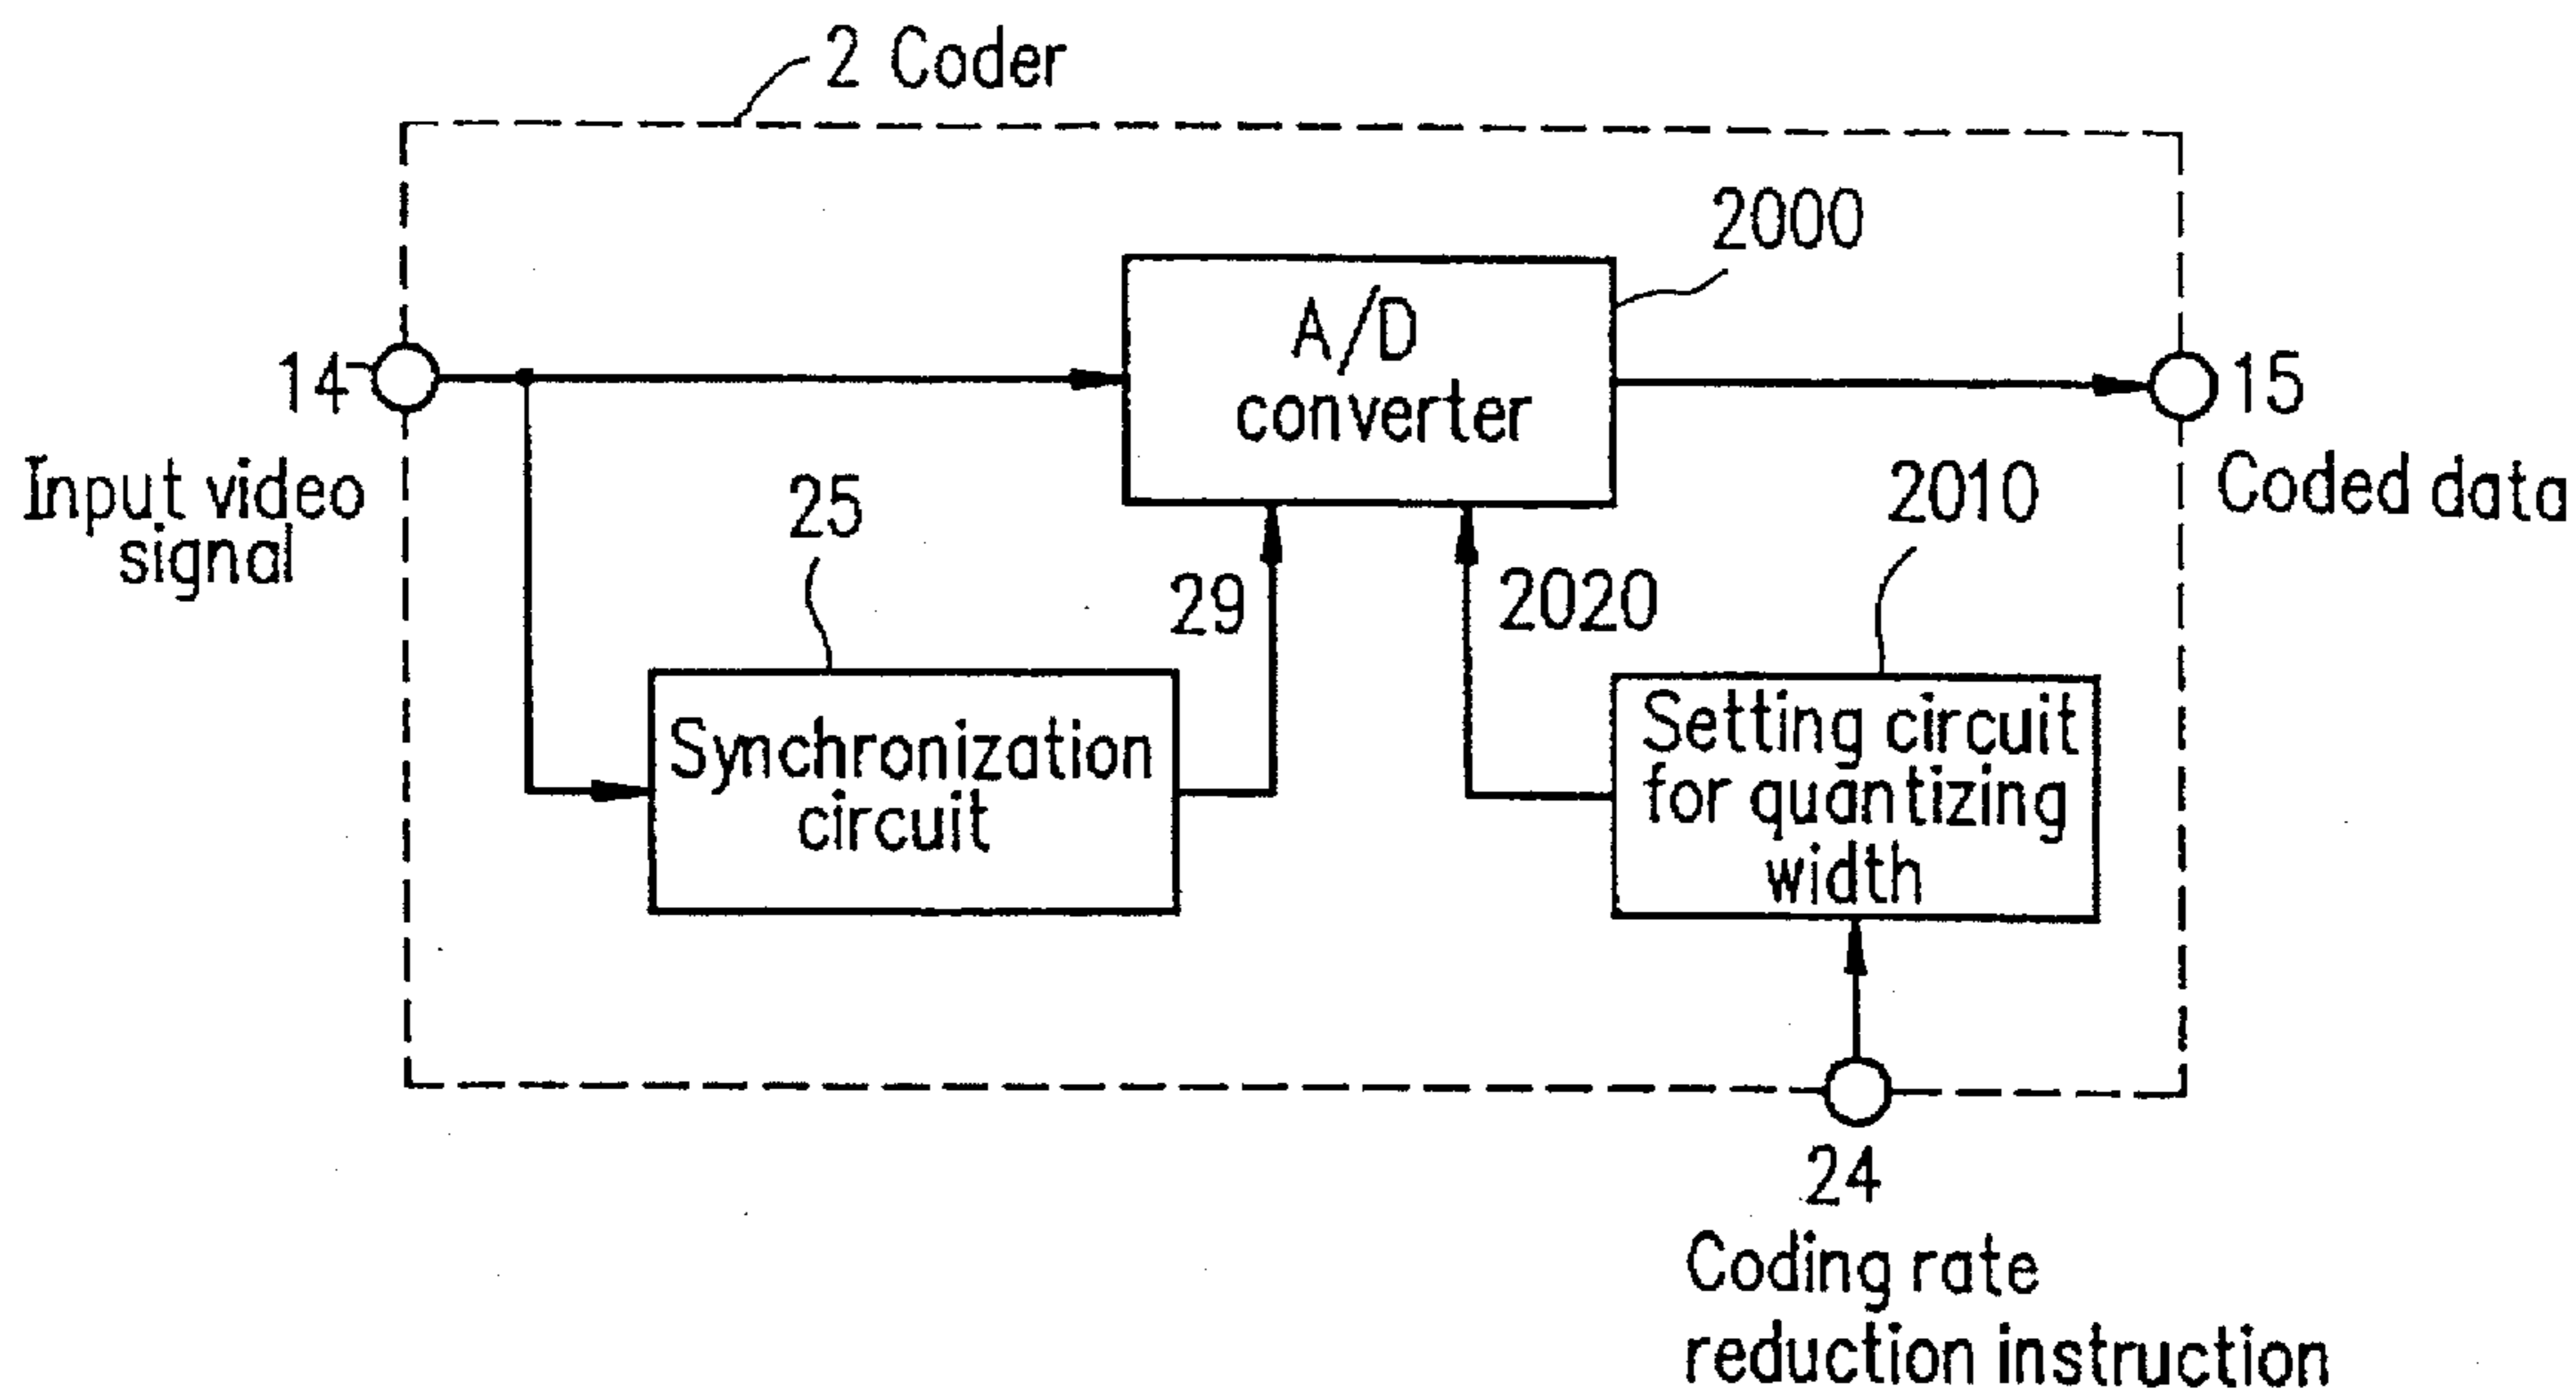 2 Coder
2000
A/D
converter
14
15
Input video
signal
Coded data
25
2010
29
2020
Synchronization
circuit
Setting circuit
for quantizing
width
24
Coding rate
reduction instruction